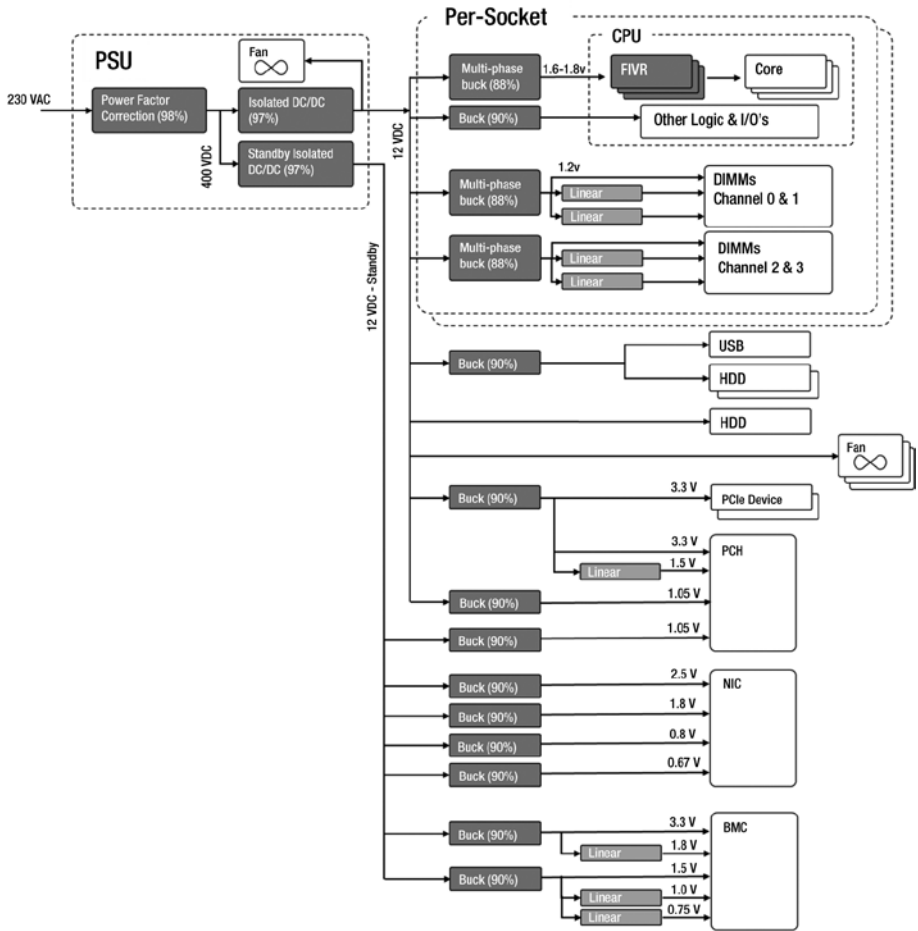 Per-Socket
PSU
Fan
230 VAC
Power Factor
Correction (98%)
Isolated DC/DC
(97%)
400 VDC
Standby Isolated
DC/DC (97%)
12 VDC
12 VDC - Standby
CPU
Multi-phase
buck (88%)
1.6-1.8v
FIVR
Core
Buck (90%)
Other Logic & I/O's
Multi-phase
buck (88%)
1.2v
Linear
Linear
DIMMs
Channel 0 & 1
Multi-phase
buck (88%)
Linear
Linear
DIMMs
Channel 2 & 3
Buck (90%)
USB
HDD
HDD
Fan
Buck (90%)
3.3 V
PCIe Device
3.3 V
PCH
Linear
1.5 V
Buck (90%)
1.05 V
Buck (90%)
1.05 V
Buck (90%)
2.5 V
NIC
Buck (90%)
1.8 V
Buck (90%)
0.8 V
Buck (90%)
0.67 V
Buck (90%)
3.3 V
BMC
Linear
1.8 V
Buck (90%)
1.5 V
Linear
1.0 V
Linear
0.75 V